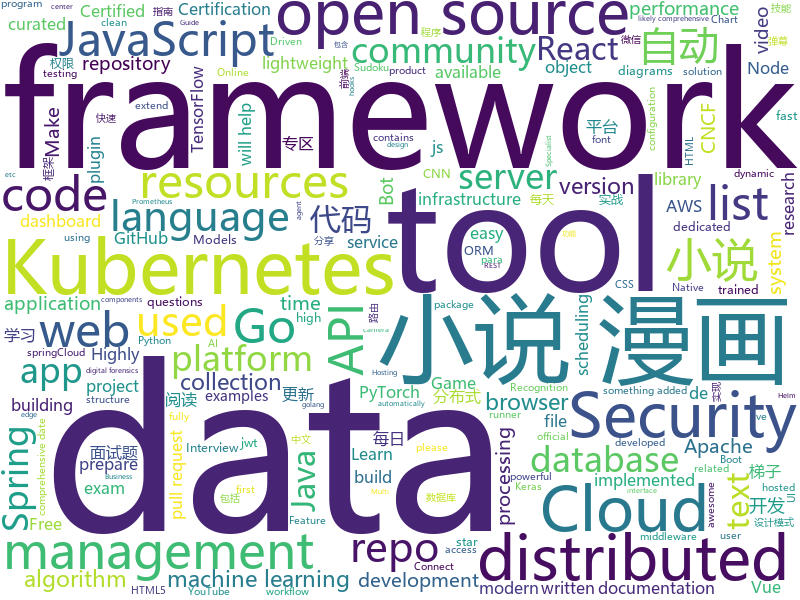 program
center
clean
Certified
指南
Certification
Guide
open source
程序
Chart
likely comprehensive
performance
video
技能
弹幕
curated
JavaScript
community
React
自动
微信
包含
Driven
testing
权限
repository
lightweight
available
object
Node
Online
Sudoku
product
solution
diagrams
hooks
framework
extend
快速
Make
plugin
TensorFlow
will help
专区
contains
design
js
平台
font
configuration
CNCF
HTML
fast
etc
框架
code
resources
server
version
library
dynamic
Specialist
CNN
Bot
infrastructure
每天
实战
AWS
dedicated
list
research
Prometheus
agent
dashboard
language
代码
tool
using
GitHub
Models
分享
service
easy
ORM
para
REST
CSS
Native
trained
小说
system
Kubernetes
application
questions
time
high
package
components
学习
web
used
Go
API
小说
漫画
路由
scheduling
Python
AI
Camera
Hosting
springCloud
Highly
digital forensics
app
platform
project
collection
PyTorch
Game
Recognition
Explore
something added
Helm
building
structure
examples
更新
阅读
分布式
de
browser
file
runner
automatically
edge
've
实现
Spring
data
Security
official
developed
Apache
fully
面试题
Interview
jwt
中文
每日
Learn
processing
database
related
Boot
梯子
Business
first
prepare
exam
Java
build
Keras
powerful
implemented
text
hosted
UI
comprehensive date
Free
pull request
golang
包括
please
数据库
Cloud
awesome
开发
设计模式
Feature
star
access
middleware
user
management
repo
distributed
interface
algorithm
machine learning
development
Vue
HTML5
YouTube
workflow
Connect
Multi
modern
written
documentation